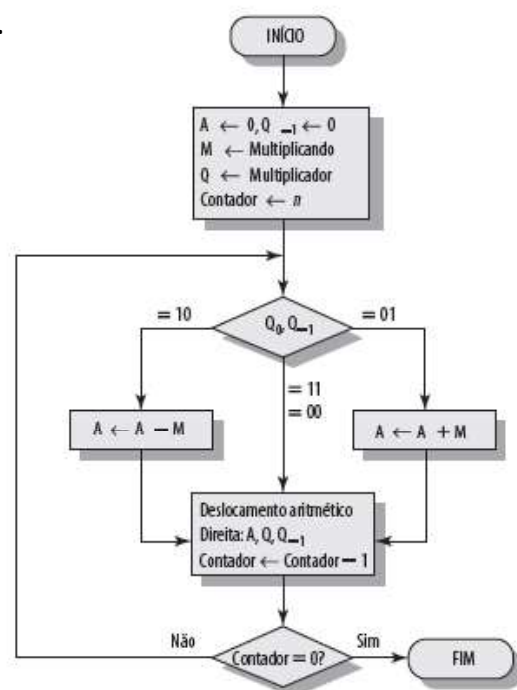 INÍCIO
A ← 0, Q₋₁ ← 0
M ← Multiplicando
Q ← Multiplicador
Contador ← n
= 10
Q₀, Q₋₁
= 01
= 11
= 00
A ← A − M
A ← A + M
Deslocamento aritmético
Direita: A, Q, Q₋₁
Contador ← Contador − 1
Não
Contador = 0?
Sim
FIM